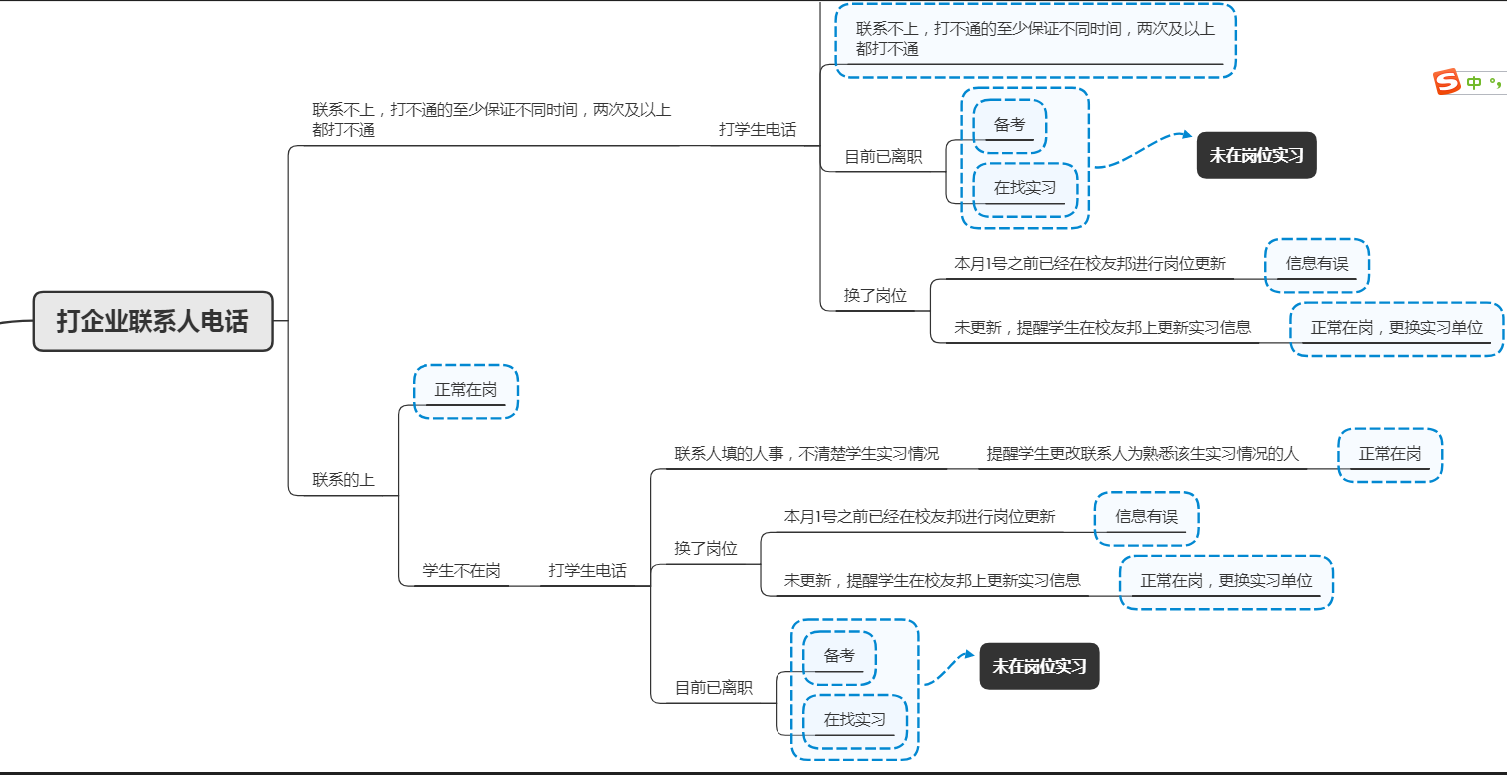 联系不上，打不通的至少保证不同时间，两次及以上
都打不通
中 °,
联系不上，打不通的至少保证不同时间，两次及以上
都打不通
打学生电话
备考
目前已离职
未在岗位实习
在找实习
本月1号之前已经在校友邦进行岗位更新
信息有误
换了岗位
未更新，提醒学生在校友邦上更新实习信息
正常在岗，更换实习单位
打企业联系人电话
正常在岗
联系的上
联系人填的人事，不清楚学生实习情况
提醒学生更改联系人为熟悉该生实习情况的人
正常在岗
本月1号之前已经在校友邦进行岗位更新
信息有误
换了岗位
学生不在岗
打学生电话
未更新，提醒学生在校友邦上更新实习信息
正常在岗，更换实习单位
备考
未在岗位实习
目前已离职
在找实习